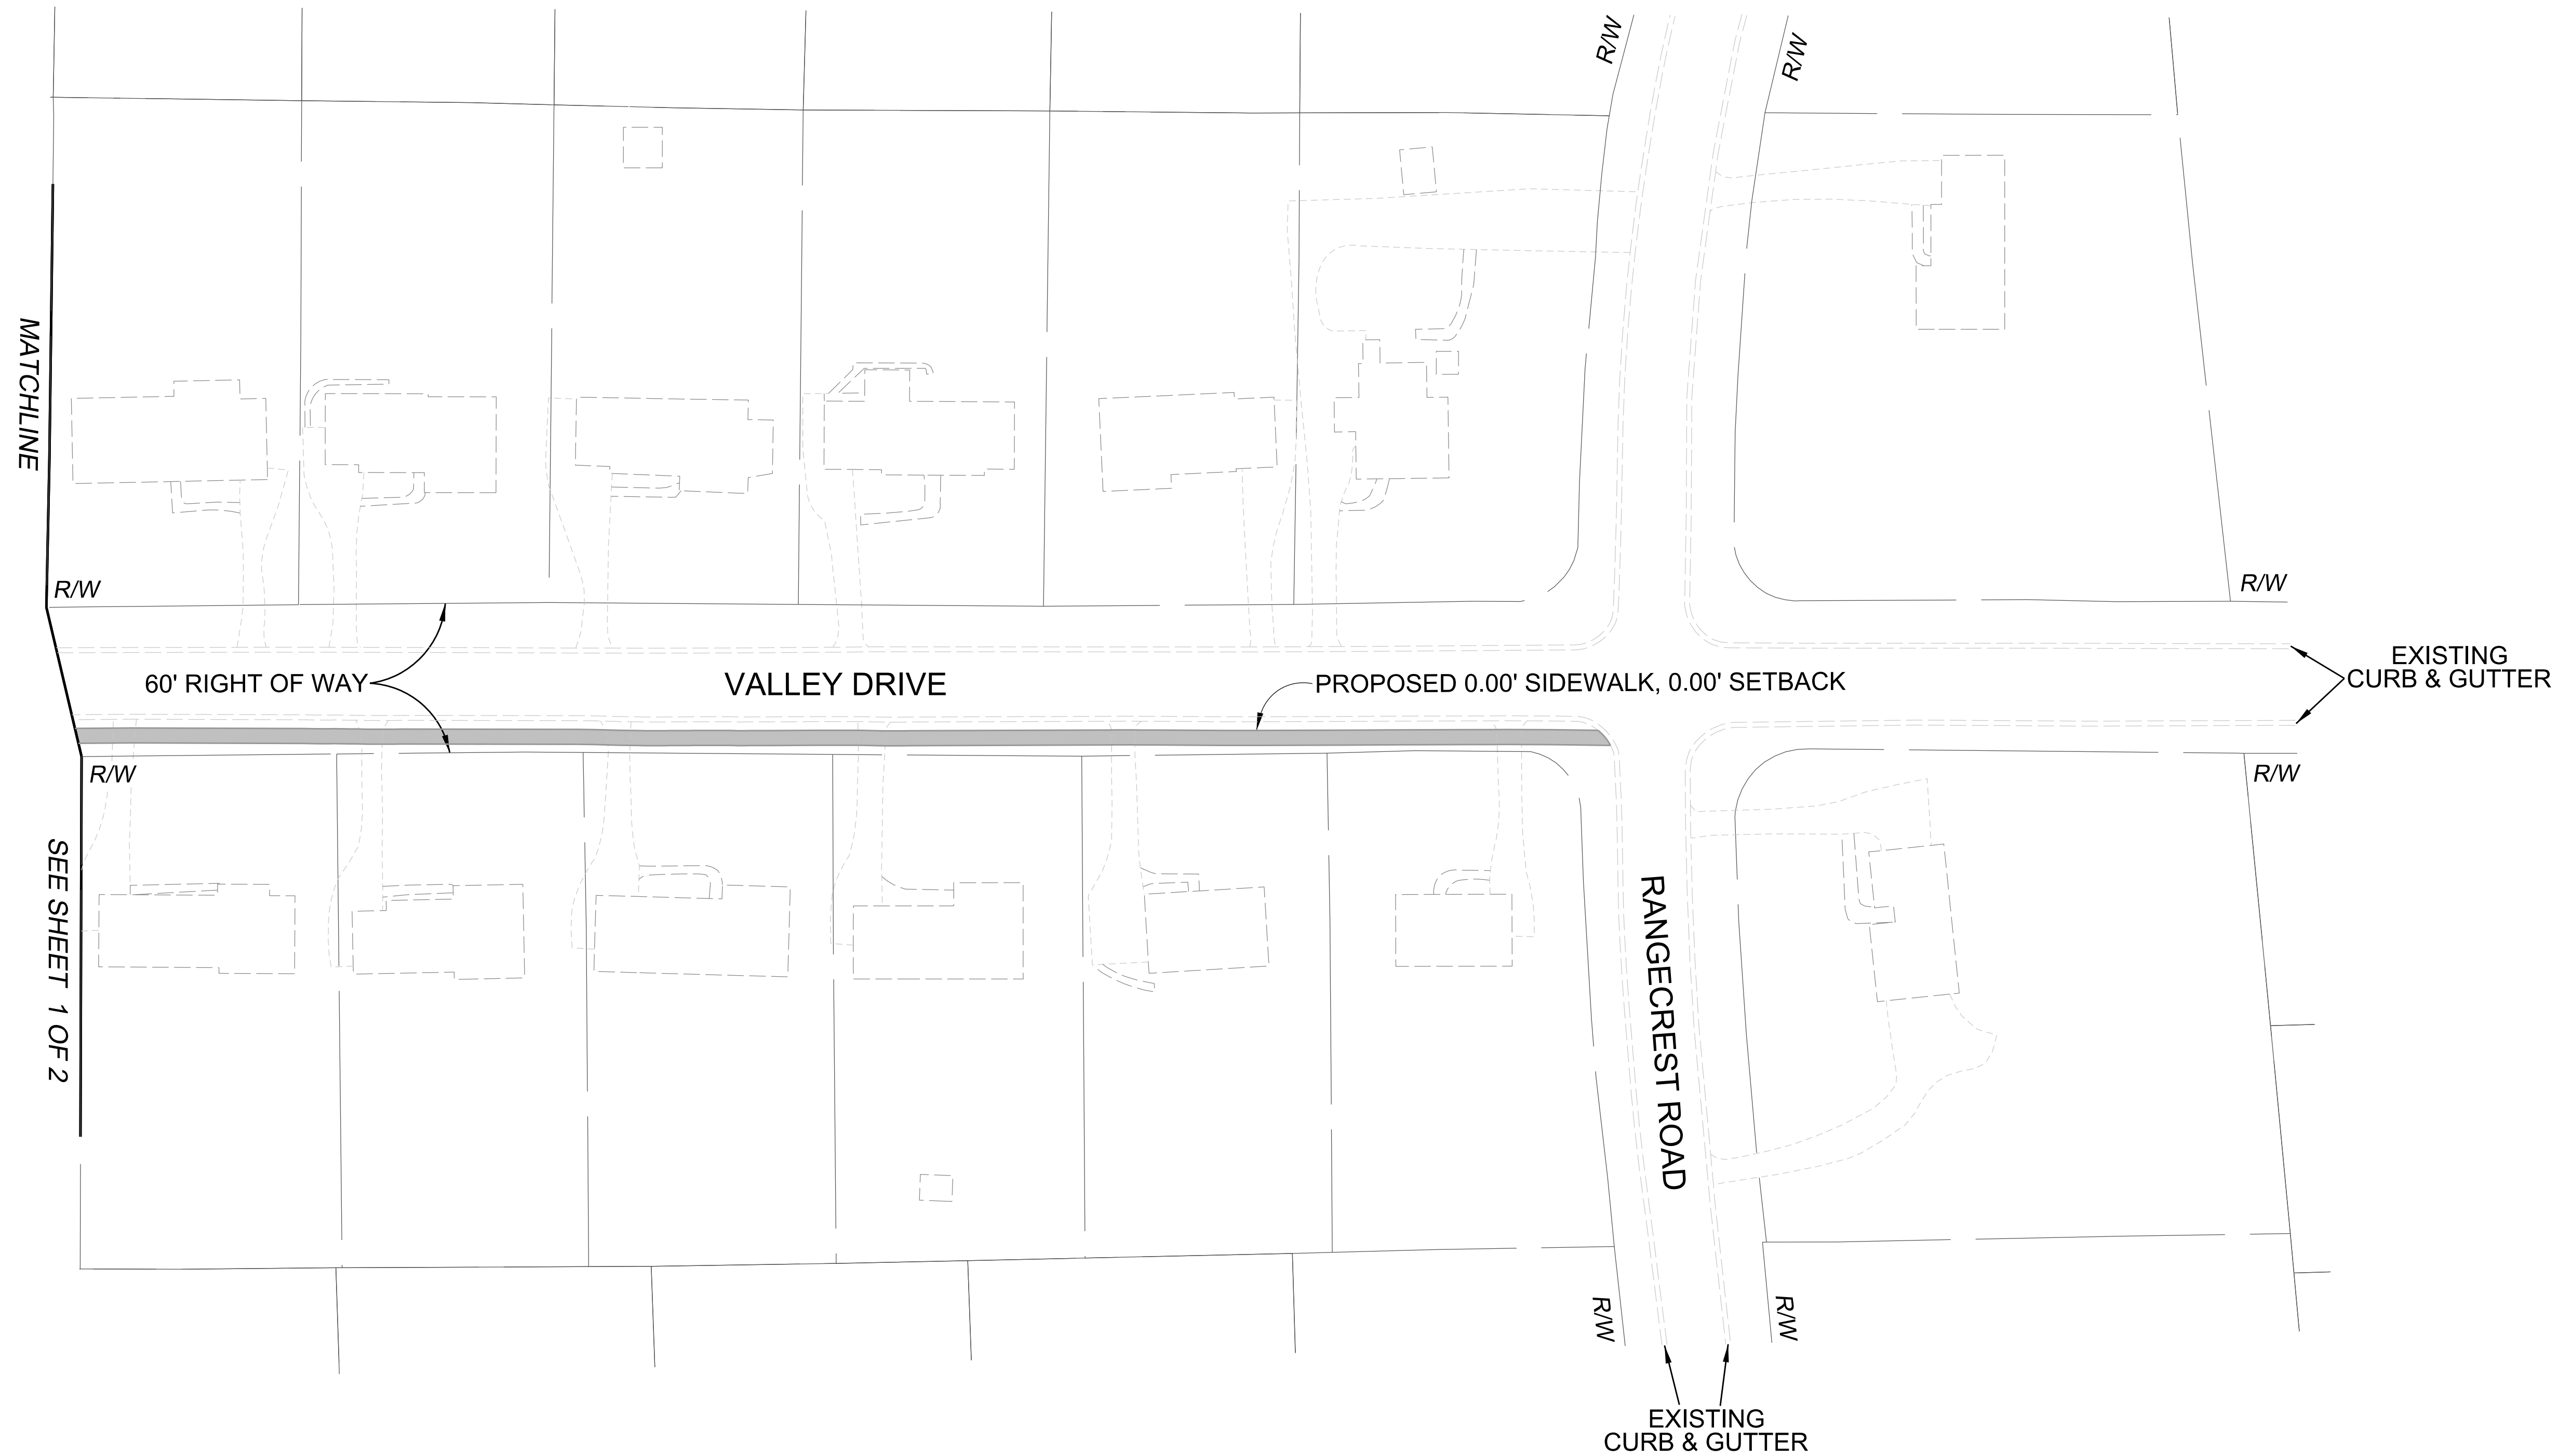 R/W
R/W
MATCHLINE
R/W
R/W
EXISTING
CURB & GUTTER
60' RIGHT OF WAY
VALLEY DRIVE
PROPOSED 0.00' SIDEWALK, 0.00' SETBACK
R/W
R/W
SEE SHEET 1 OF 2
RANGECREST ROAD
R/W
R/W
EXISTING
CURB & GUTTER